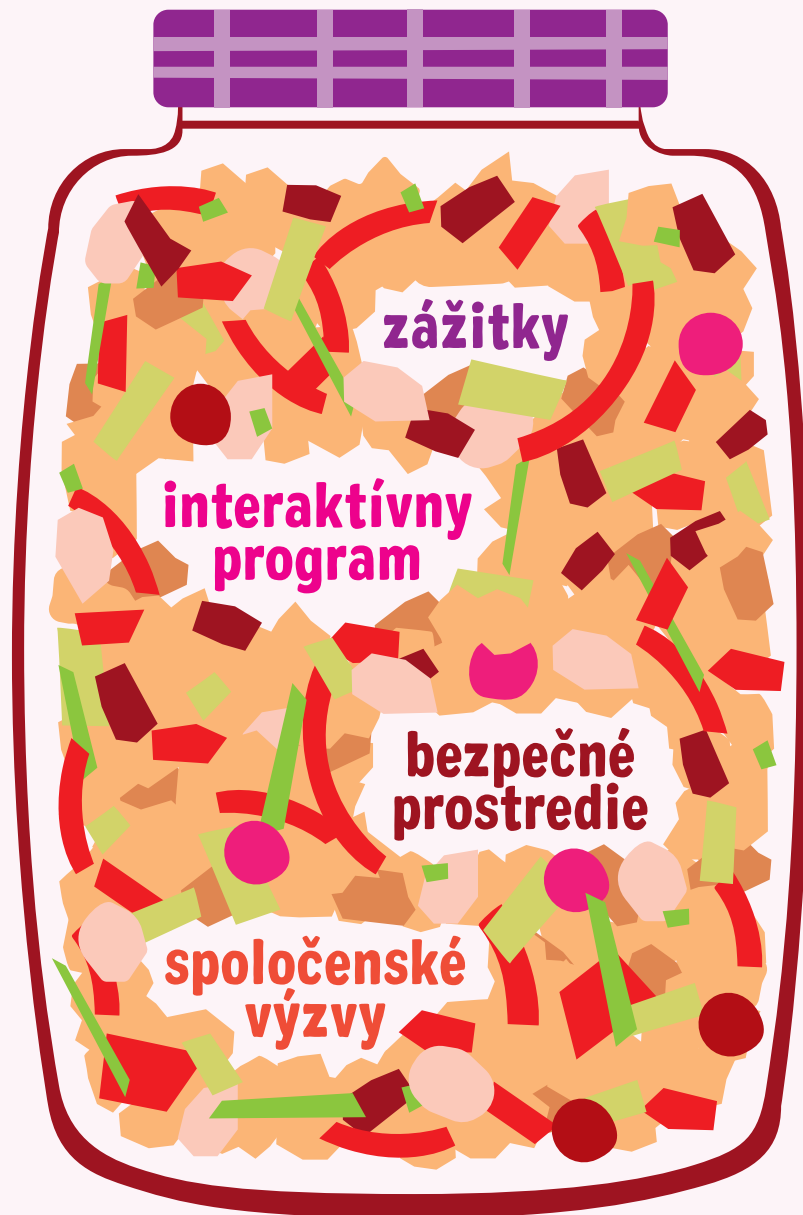 zážitky
interaktívny
program
bezpečné
prostredie
spoločenské
výzvy